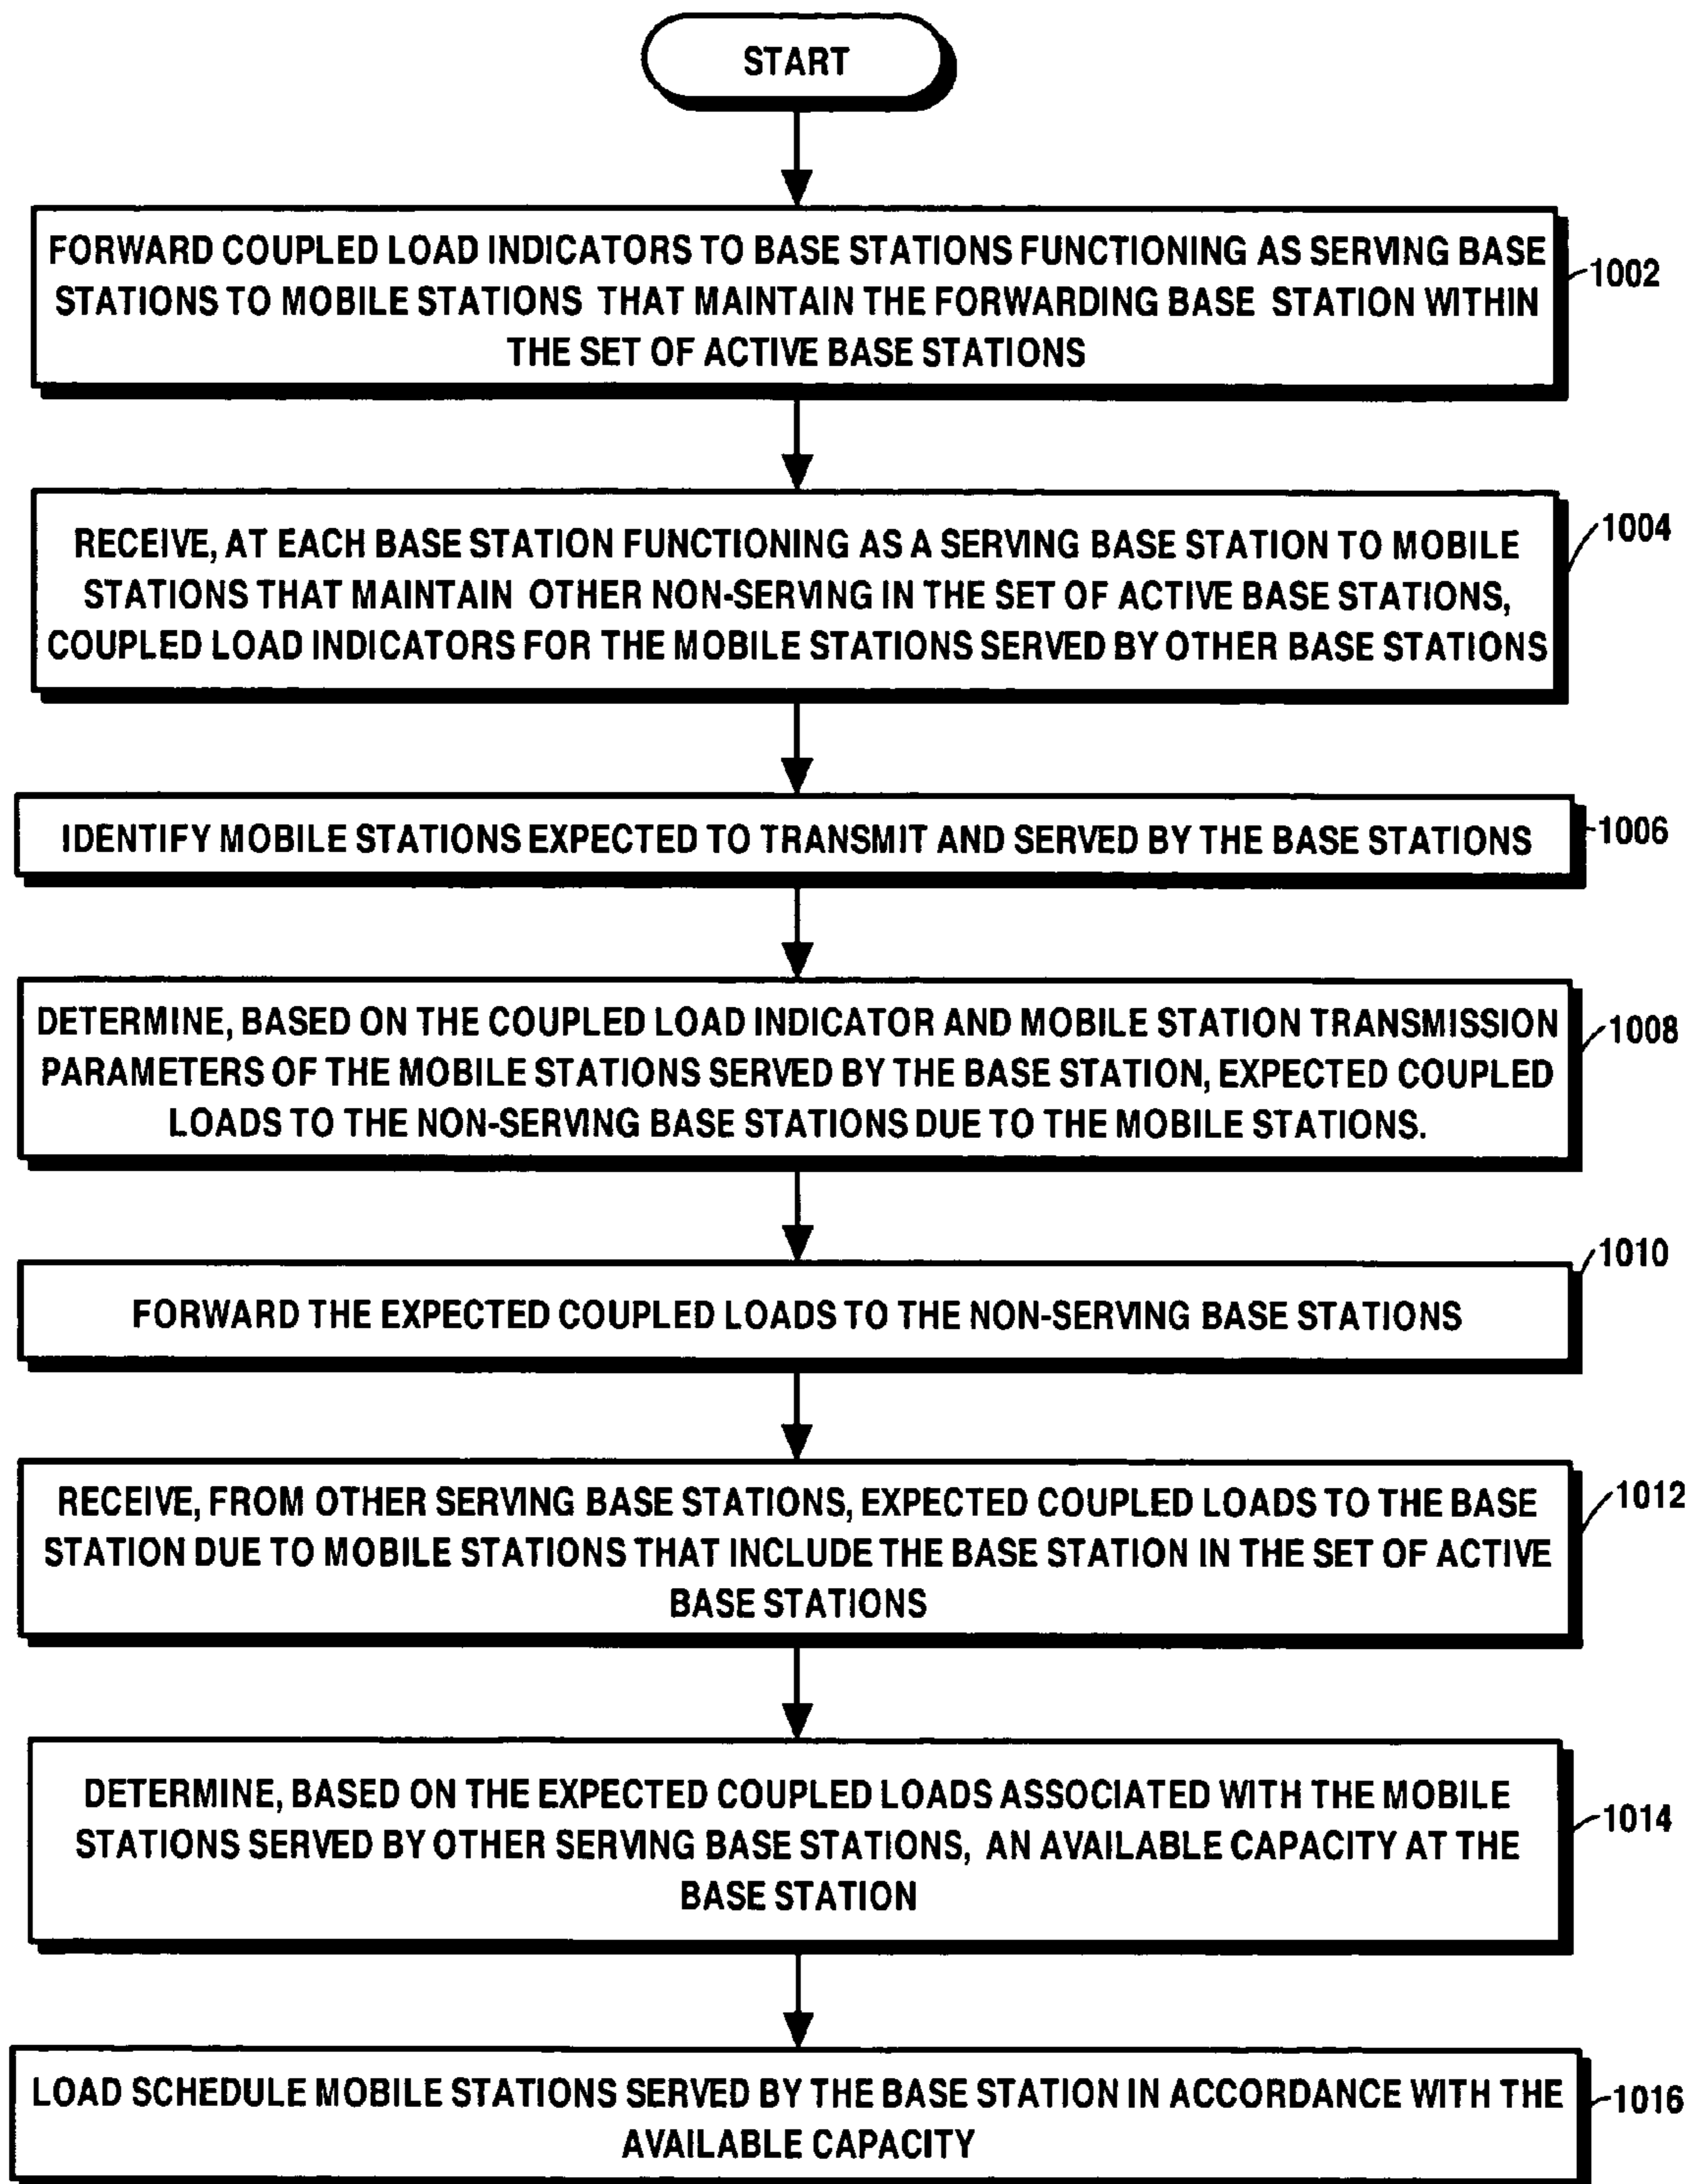 START
FORWARD COUPLED LOAD INDICATORS TO BASE STATIONS FUNCTIONING AS SERVING BASE
STATIONS TO MOBILE STATIONS THAT MAINTAIN THE FORWARDING BASE STATION WITHIN
THE SET OF ACTIVE BASE STATIONS
1002
RECEIVE, AT EACH BASE STATION FUNCTIONING AS A SERVING BASE STATION TO MOBILE
STATIONS THAT MAINTAIN OTHER NON-SERVING IN THE SET OF ACTIVE BASE STATIONS,
COUPLED LOAD INDICATORS FOR THE MOBILE STATIONS SERVED BY OTHER BASE STATIONS
1004
IDENTIFY MOBILE STATIONS EXPECTED TO TRANSMIT AND SERVED BY THE BASE STATIONS
1006
DETERMINE, BASED ON THE COUPLED LOAD INDICATOR AND MOBILE STATION TRANSMISSION
PARAMETERS OF THE MOBILE STATIONS SERVED BY THE BASE STATION, EXPECTED COUPLED
LOADS TO THE NON-SERVING BASE STATIONS DUE TO THE MOBILE STATIONS.
1008
FORWARD THE EXPECTED COUPLED LOADS TO THE NON-SERVING BASE STATIONS
1010
RECEIVE, FROM OTHER SERVING BASE STATIONS, EXPECTED COUPLED LOADS TO THE BASE
STATION DUE TO MOBILE STATIONS THAT INCLUDE THE BASE STATION IN THE SET OF ACTIVE
BASE STATIONS
1012
DETERMINE, BASED ON THE EXPECTED COUPLED LOADS ASSOCIATED WITH THE MOBILE
STATIONS SERVED BY OTHER SERVING BASE STATIONS, AN AVAILABLE CAPACITY AT THE
BASE STATION
1014
LOAD SCHEDULE MOBILE STATIONS SERVED BY THE BASE STATION IN ACCORDANCE WITH THE
AVAILABLE CAPACITY
1016